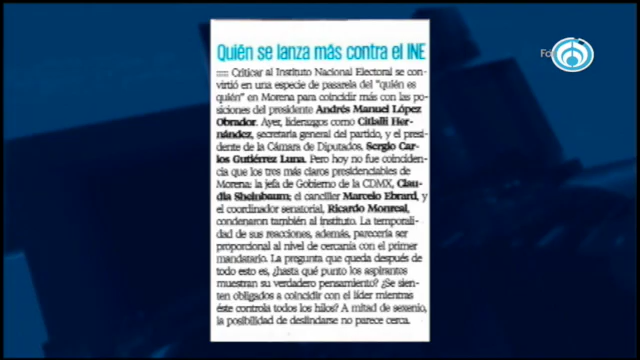 Quién se lanza más contra el INE
Criticar al Instituto Nacional Electoral se con-
virtió en una especie de pasarela del "quién es
quién" en Morena para coincidir más con las po-
siciones del presidente Andrés Manuel López
Obrador. Ayer, liderazgos como Citlalli Her-
nández, secretaria general del partido, y el presi-
dente de la Cámara de Diputados, Sergio Car-
los Gutiérrez Luna. Pero hoy no fue coinciden-
cia que los tres más claros presidenciables de
Morena: la jefa de Gobierno de la CDMX, Clau-
dia Sheinbaum; el canciller Marcelo Ebrard, y
el coordinador senatorial, Ricardo Monreal,
condenaron también al instituto. La temporali-
dad de sus reacciones, además, parecería ser
proporcional al nivel de cercanía con el primer
mandatario. La pregunta que queda después de
todo esto es, ¿hasta qué punto los aspirantes
muestran su verdadero pensamiento? ¿Se sien-
ten obligados a coincidir con el líder mientras
éste controla todos los hilos? A mitad de sexenio,
la posibilidad de deslindarse no parece cerca.